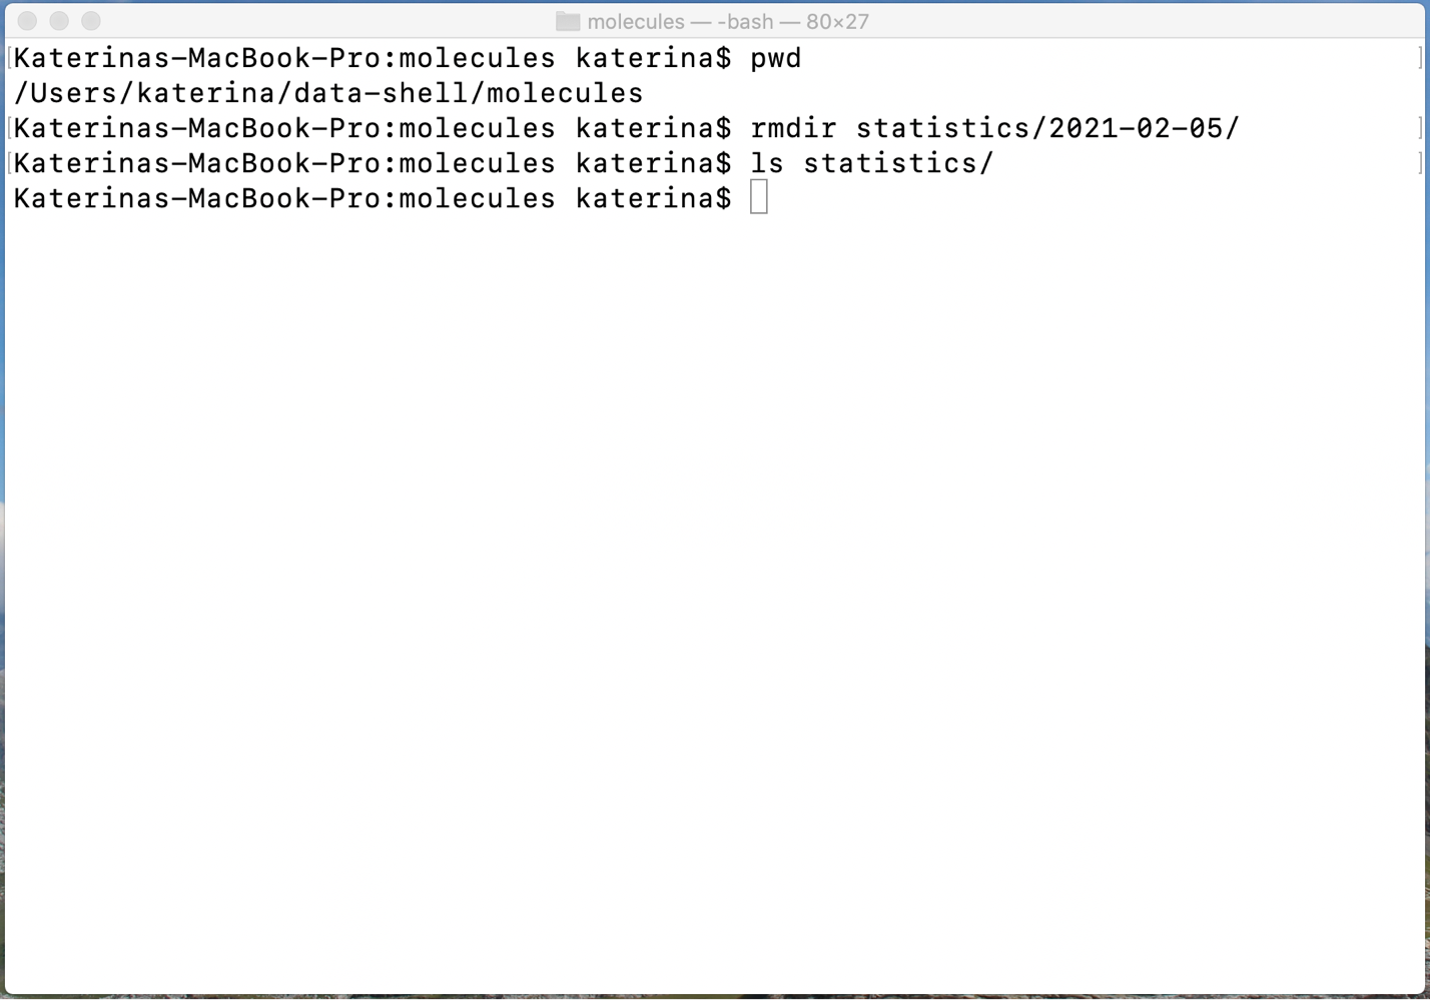 molecules — -bash — 80×27
[Katerinas-MacBook-Pro:molecules katerina$ pwd ]
/Users/katerina/data-shell/molecules
[Katerinas-MacBook-Pro:molecules katerina$ rmdir statistics/2021-02-05/ ]
[Katerinas-MacBook-Pro:molecules katerina$ ls statistics/ ]
Katerinas-MacBook-Pro:molecules katerina$